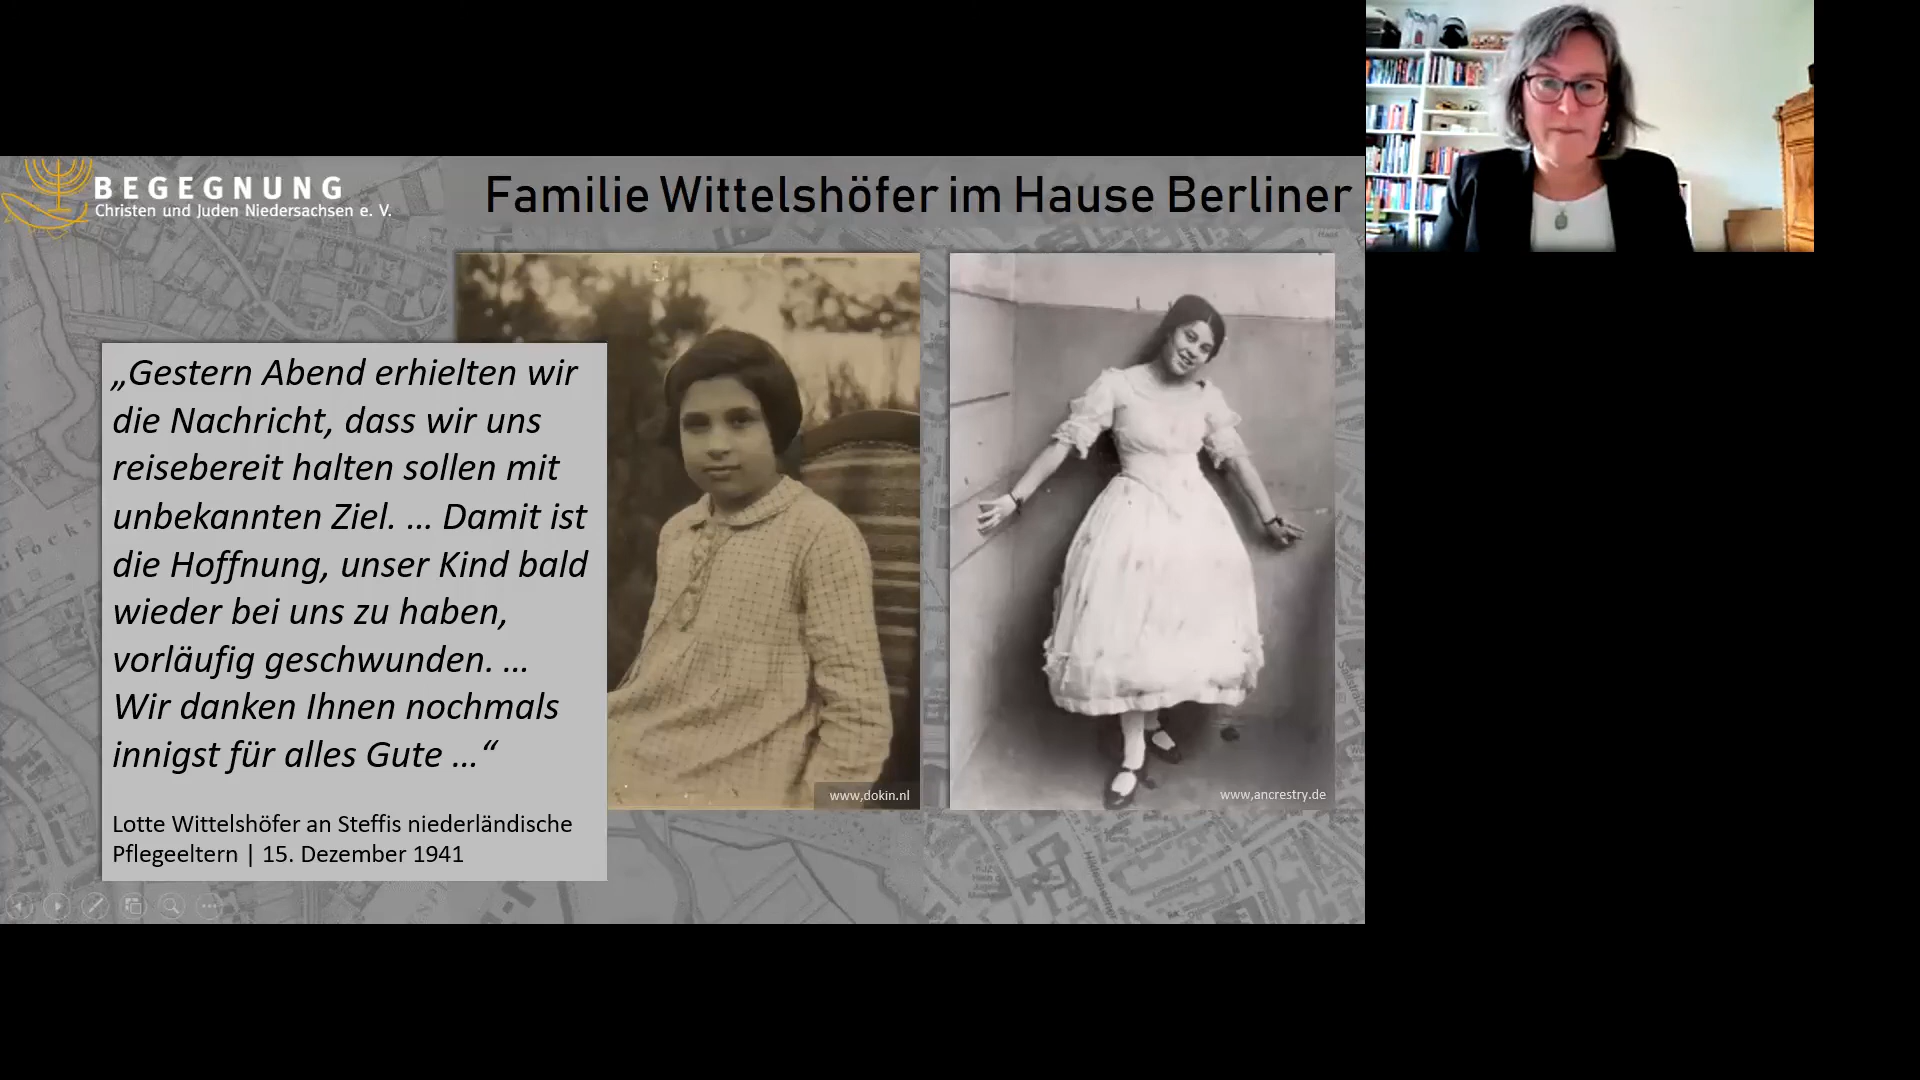 BEGEGNUNG
Christen und Juden Niedersachsen e. V.
Familie Wittelshöfer im Hause Berliner
„Gestern Abend erhielten wir
die Nachricht, dass wir uns
reisebereit halten sollen mit
unbekannten Ziel. ... Damit ist
die Hoffnung, unser Kind bald
wieder bei uns zu haben,
vorläufig geschwunden. ...
Wir danken Ihnen nochmals
innigst für alles Gute ...“
Lotte Wittelshöfer an Steffis niederländische
Pflegeeltern | 15. Dezember 1941
www,dokin.nl
www,ancrestry.de